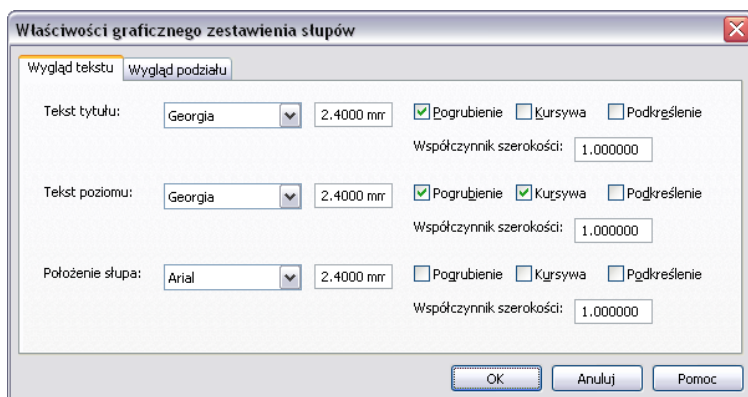 Właściwości graficznego zestawienia słupów
Wygląd tekstu Wygląd podziału
Tekst tytułu: Georgia 2.4000 mm Pogrubienie Kursywa Podkreślenie
Współczynnik szerokości: 1.000000
Tekst poziomu: Georgia 2.4000 mm Pogrubienie Kursywa Podkreślenie
Współczynnik szerokości: 1.000000
Położenie słupa: Arial 2.4000 mm Pogrubienie Kursywa Podkreślenie
Współczynnik szerokości: 1.000000
OK Anuluj Pomoc